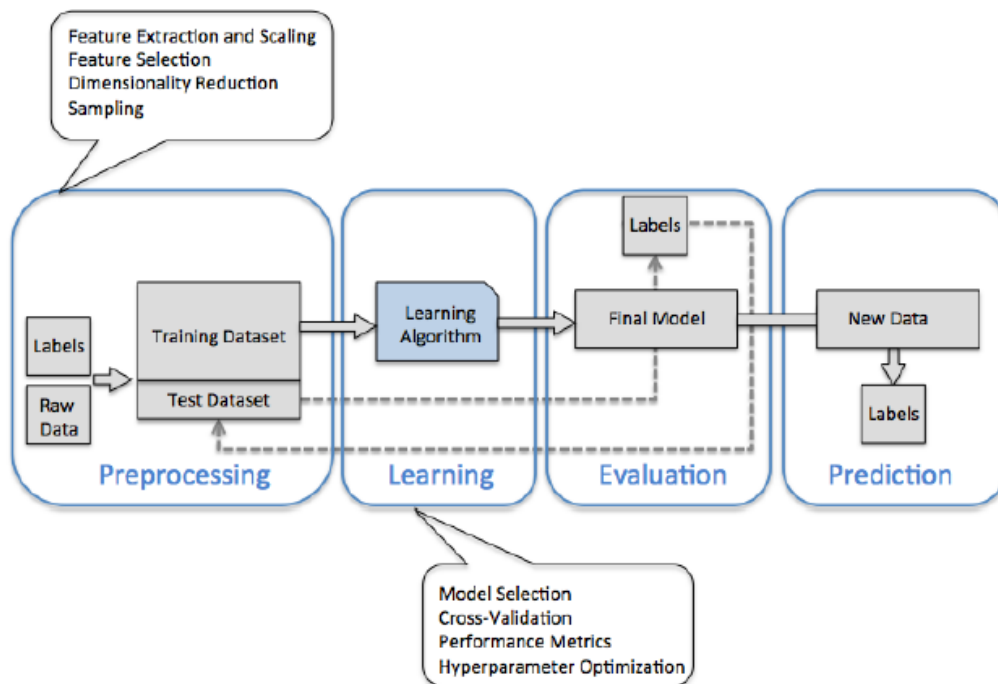 Feature Extraction and Scaling
Feature Selection
Dimensionality Reduction
Sampling
Labels
Raw
Data
Training Dataset
Test Dataset
Preprocessing
Learning
Algorithm
Learning
Labels
Final Model
Evaluation
New Data
Labels
Prediction
Model Selection
Cross-Validation
Performance Metrics
Hyperparameter Optimization